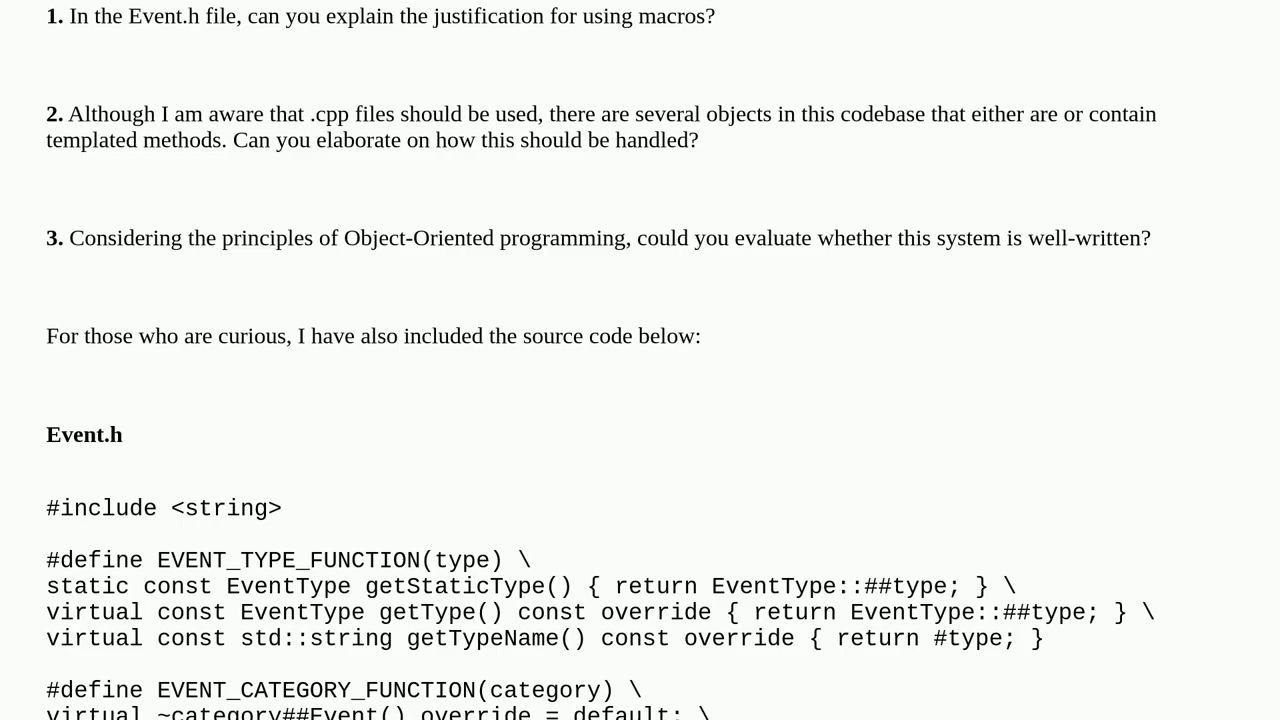 1. In the Event.h file, can you explain the justification for using macros?
2. Although I am aware that .cpp files should be used, there are several objects in this codebase that either are or contain
templated methods. Can you elaborate on how this should be handled?
3. Considering the principles of Object-Oriented programming, could you evaluate whether this system is well-written?
For those who are curious, I have also included the source code below:
Event.h
#include <string>
#define EVENT_TYPE_FUNCTION(type) \
static const EventType getStaticType() { return EventType::##type; } \
virtual const EventType getType() const override { return EventType::##type; } \
virtual const std::string getTypeName() const override { return #type; }
#define EVENT_CATEGORY_FUNCTION(category) \
virtual ~category##Event() override = default; \